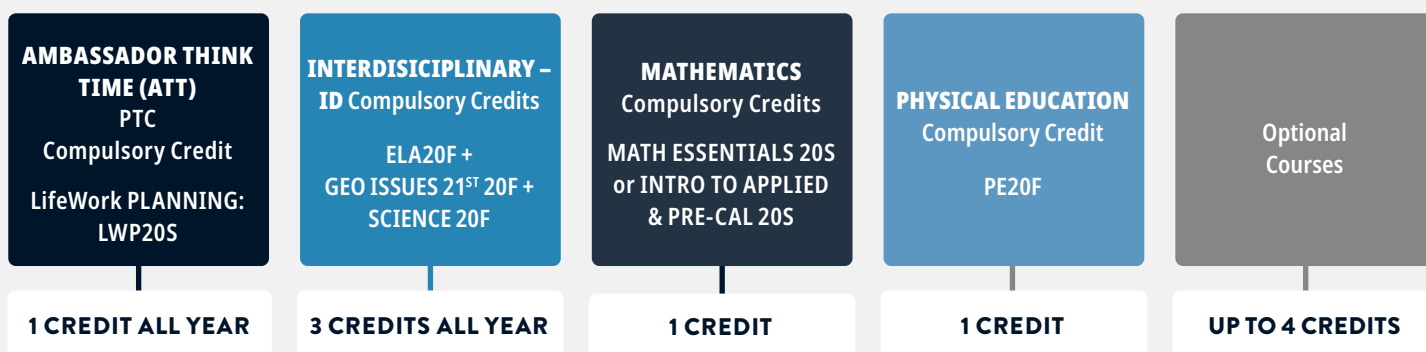 AMBASSADOR THINK
TIME (ATT)
PTC
Compulsory Credit
LifeWork PLANNING:
LWP20S
1 CREDIT ALL YEAR
INTERDISICIPLINARY –
ID Compulsory Credits
ELA20F +
GEO ISSUES 21ST 20F +
SCIENCE 20F
3 CREDITS ALL YEAR
MATHEMATICS
Compulsory Credits
MATH ESSENTIALS 20S
or INTRO TO APPLIED
& PRE-CAL 20S
1 CREDIT
PHYSICAL EDUCATION
Compulsory Credit
PE20F
1 CREDIT
Optional
Courses
UP TO 4 CREDITS